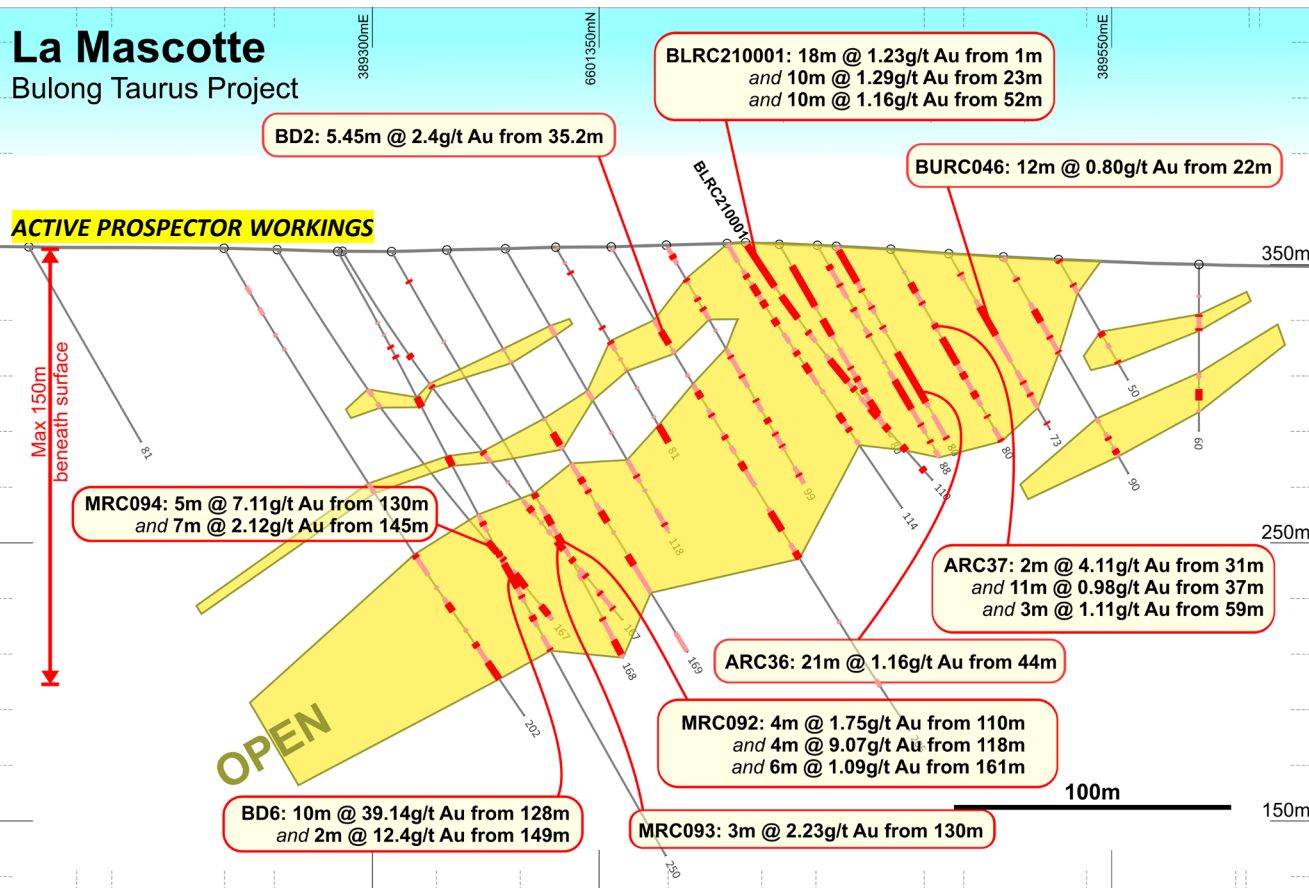 La Mascotte
Bulong Taurus Project
389300mE
6601350mN
389550mE
BLRC210001: 18m @ 1.23g/t Au from 1m
and 10m @ 1.29g/t Au from 23m
and 10m @ 1.16g/t Au from 52m
BD2: 5.45m @ 2.4g/t Au from 35.2m
BURC046: 12m @ 0.80g/t Au from 22m
BLRC210001
ACTIVE PROSPECTOR WORKINGS
350m
Max 150m
beneath surface
81
81
50
73
60
80
80
88
90
99
110
114
118
MRC094: 5m @ 7.11g/t Au from 130m
and 7m @ 2.12g/t Au from 145m
250m
ARC37: 2m @ 4.11g/t Au from 31m
and 11m @ 0.98g/t Au from 37m
and 3m @ 1.11g/t Au from 59m
167
167
168
169
ARC36: 21m @ 1.16g/t Au from 44m
202
MRC092: 4m @ 1.75g/t Au from 110m
and 4m @ 9.07g/t Au from 118m
and 6m @ 1.09g/t Au from 161m
OPEN
100m
BD6: 10m @ 39.14g/t Au from 128m
and 2m @ 12.4g/t Au from 149m
MRC093: 3m @ 2.23g/t Au from 130m
150m
250